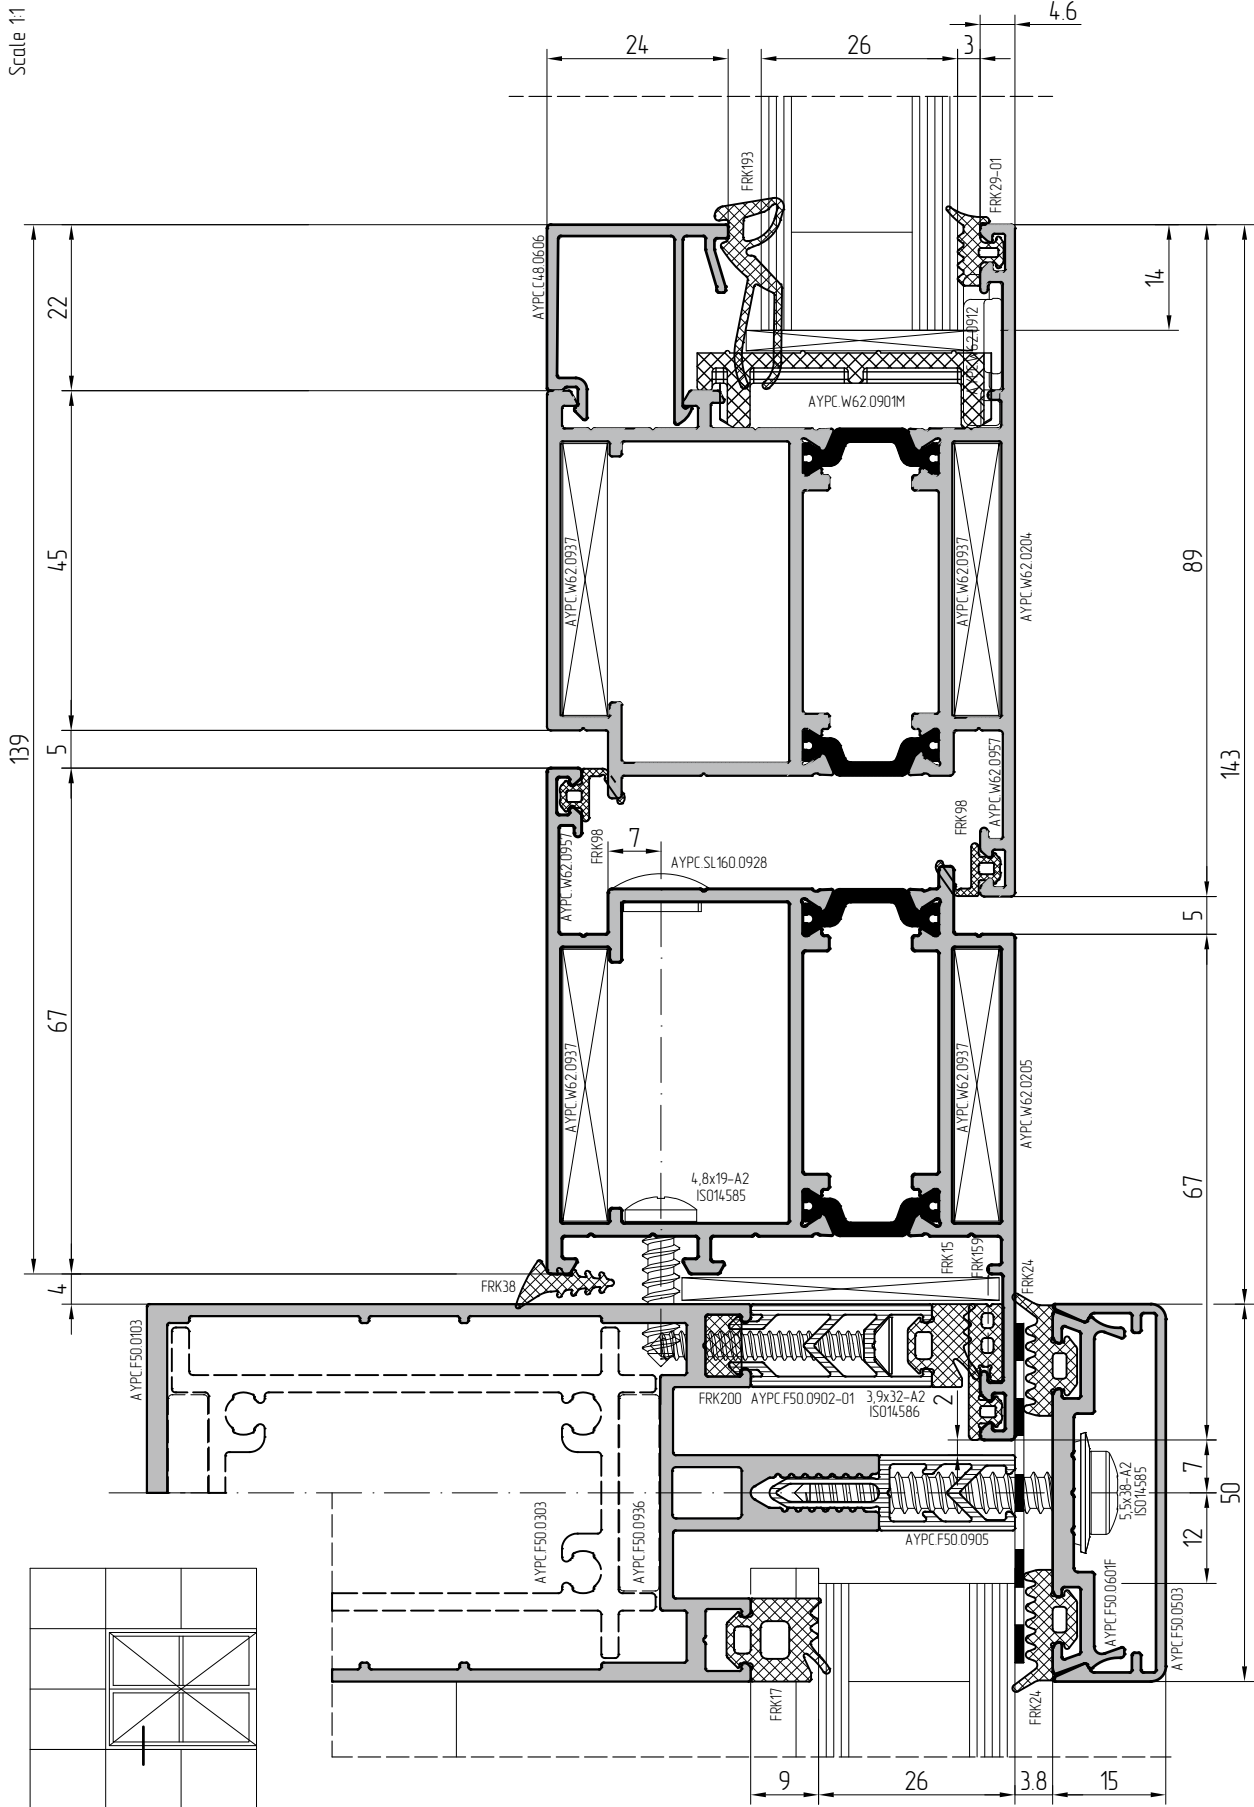 Scale 1:1
4.6
24
26
3
FRK193
FRK29-01
AYPC.C48.0606
22
14
AYPC.W62.0912
AYPC.W62.0901M
45
AYPC.W62.0937
AYPC.W62.0937
AYPC.W62.0204
89
139
5
143
AYPC.W62.0957
FRK98
7
AYPC.SL160.0928
FRK98
AYPC.W62.0957
5
67
AYPC.W62.0937
AYPC.W62.0937
AYPC.W62.0205
67
4,8x19-A2
ISO14585
4
FRK38
FRK15
FRK159
FRK24
AYPC.F50.0103
FRK200
AYPC.F50.0902-01
3,9x32-A2
ISO14586
2
7
50
5,5x38-A2
ISO14585
12
AYPC.F50.0303
AYPC.F50.0936
AYPC.F50.0905
AYPC.F50.0601F
AYPC.F50.0503
FRK17
FRK24
9
26
3.8
15